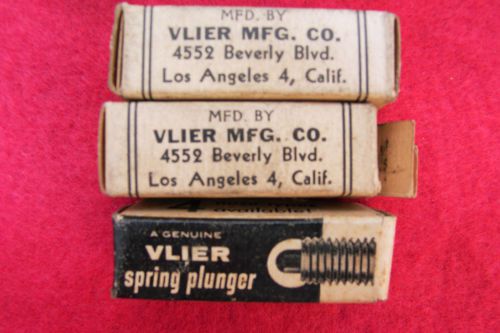 MFD. BY
VLIER MFG. CO.
4552 Beverly Blvd.
Los Angeles 4, Calif.
MFD. BY
VLIER MFG. CO.
4552 Beverly Blvd.
Los Angeles 4, Calif.
A GENUINE
VLIER
spring plunger